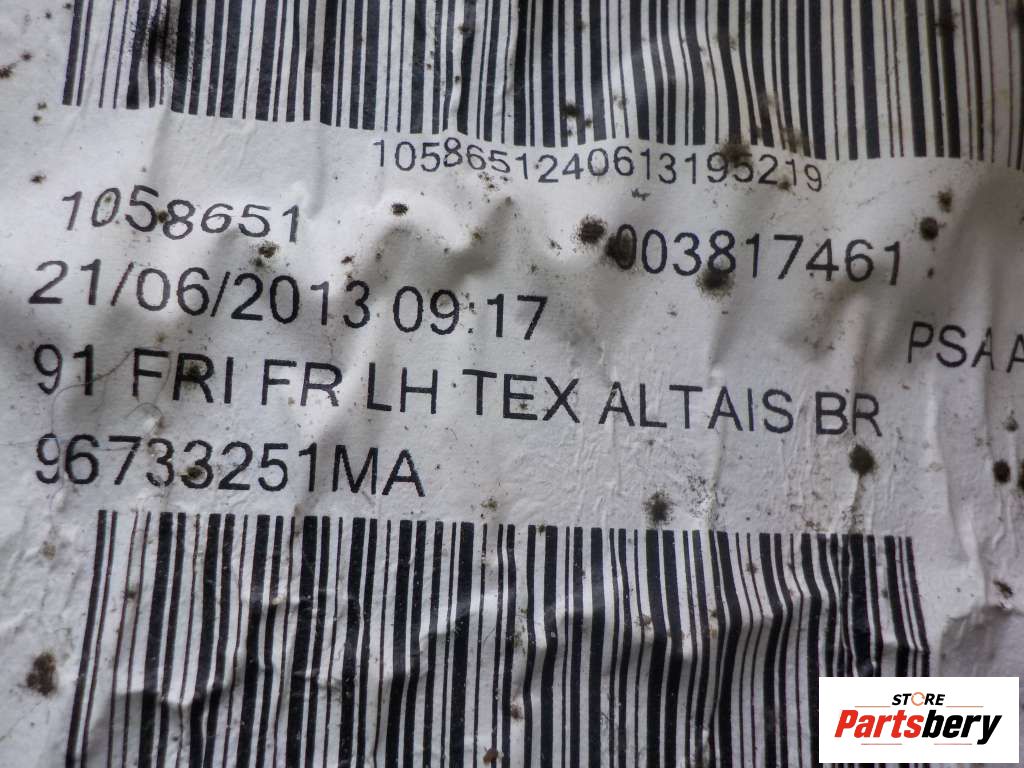 1058651240613195219
1058651 003817461
21/06/2013 09:17
PSA A
91 FRI FR LH TEX ALTAIS BR
96733251MA
STORE
Partsbery